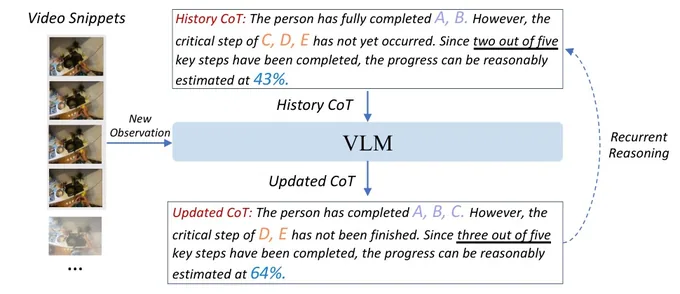 Video Snippets
History CoT: The person has fully completed A, B. However, the
critical step of C, D, E has not yet occurred. Since two out of five
key steps have been completed, the progress can be reasonably
estimated at 43%.
New
Observation
History CoT
VLM
Updated CoT
Recurrent
Reasoning
Updated CoT: The person has completed A, B, C. However, the
critical step of D, E has not been finished. Since three out of five
key steps have been completed, the progress can be reasonably
estimated at 64%.
...